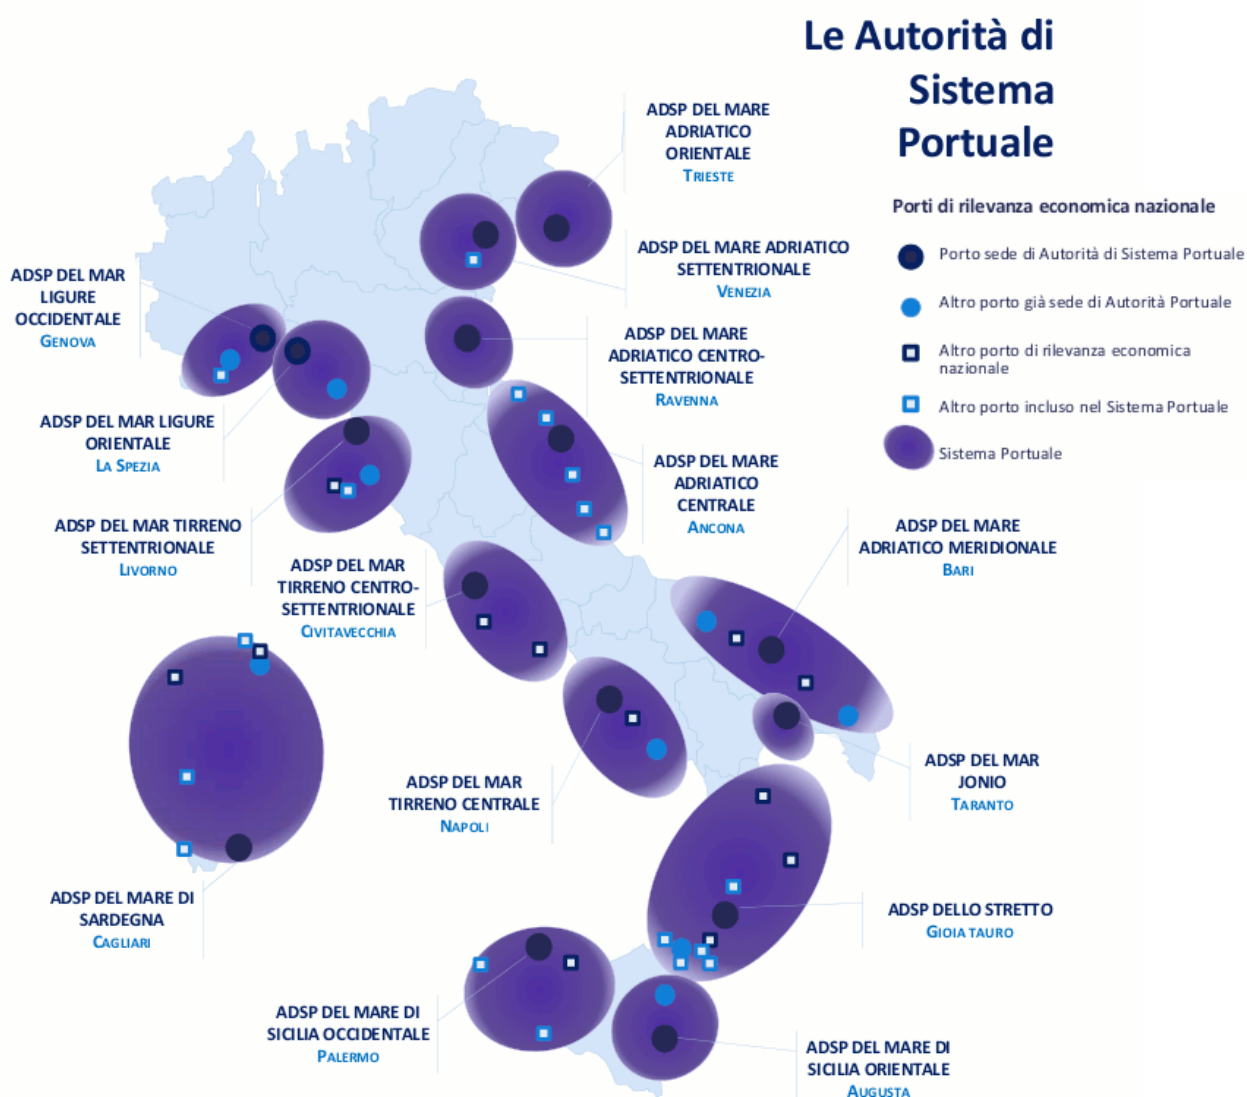 Le Autorità di
Sistema
Portuale
Porti di rilevanza economica nazionale
Porto sede di Autorità di Sistema Portuale
Altro porto già sede di Autorità Portuale
Altro porto di rilevanza economica
nazionale
Altro porto incluso nel Sistema Portuale
Sistema Portuale
ADSP DEL MARE
ADRIATICO
ORIENTALE
TRIESTE
ADSP DEL MARE ADRIATICO
SETTENTRIONALE
VENEZIA
ADSP DEL MAR
LIGURE
OCCIDENTALE
GENOVA
ADSP DEL MARE
ADRIATICO CENTRO-
SETTENTRIONALE
RAVENNA
ADSP DEL MAR LIGURE
ORIENTALE
LA SPEZIA
ADSP DEL MARE
ADRIATICO
CENTRALE
ANCONA
ADSP DEL MAR TIRRENO
SETTENTRIONALE
LIVORNO
ADSP DEL MARE
ADRIATICO MERIDIONALE
BARI
ADSP DEL MAR
TIRRENO CENTRO-
SETTENTRIONALE
CIVITAVECCHIA
ADSP DEL MAR
TIRRENO CENTRALE
NAPOLI
ADSP DEL MAR
JONIO
TARANTO
ADSP DEL MARE DI
SARDEGNA
CAGLIARI
ADSP DELLO STRETTO
GIOIA TAURO
ADSP DEL MARE DI
SICILIA OCCIDENTALE
PALERMO
ADSP DEL MARE DI
SICILIA ORIENTALE
AUGUSTA